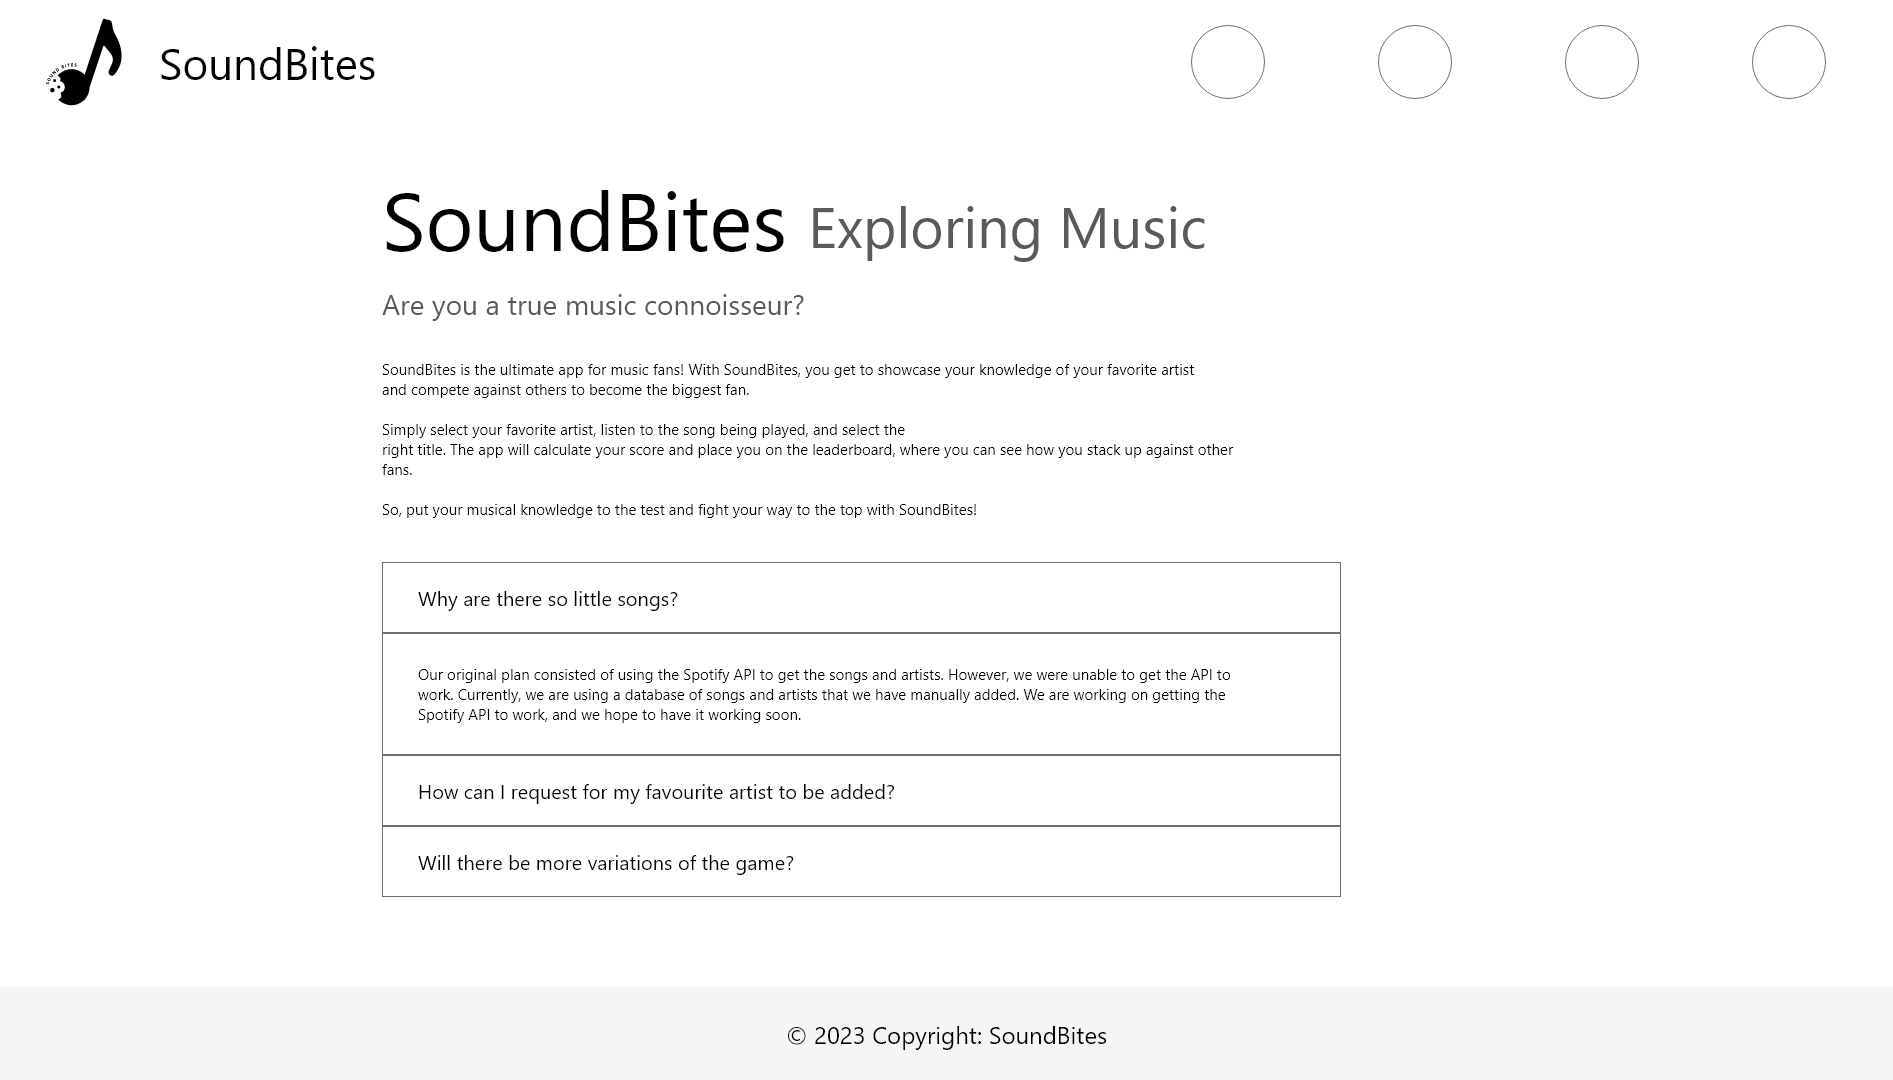 SOUND BITES
SoundBites
SoundBites Exploring Music
Are you a true music connoisseur?
SoundBites is the ultimate app for music fans! With SoundBites, you get to showcase your knowledge of your favorite artist
and compete against others to become the biggest fan.
Simply select your favorite artist, listen to the song being played, and select the
right title. The app will calculate your score and place you on the leaderboard, where you can see how you stack up against other
fans.
So, put your musical knowledge to the test and fight your way to the top with SoundBites!
Why are there so little songs?
Our original plan consisted of using the Spotify API to get the songs and artists. However, we were unable to get the API to
work. Currently, we are using a database of songs and artists that we have manually added. We are working on getting the
Spotify API to work, and we hope to have it working soon.
How can I request for my favourite artist to be added?
Will there be more variations of the game?
© 2023 Copyright: SoundBites